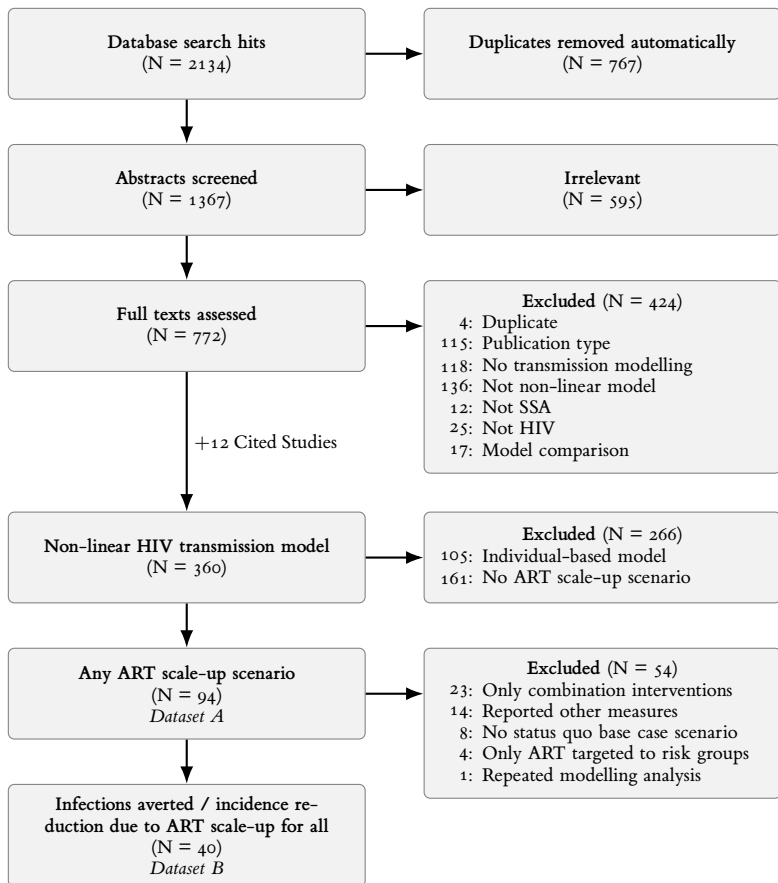 Database search hits
(N = 2134)
Duplicates removed automatically
(N = 767)
Abstracts screened
(N = 1367)
Irrelevant
(N = 595)
Full texts assessed
(N = 772)
Excluded (N = 424)
4: Duplicate
115: Publication type
118: No transmission modelling
136: Not non-linear model
12: Not SSA
25: Not HIV
17: Model comparison
+12 Cited Studies
Non-linear HIV transmission model
(N = 360)
Excluded (N = 266)
105: Individual-based model
161: No ART scale-up scenario
Any ART scale-up scenario
(N = 94)
Dataset A
Excluded (N = 54)
23: Only combination interventions
14: Reported other measures
8: No status quo base case scenario
4: Only ART targeted to risk groups
1: Repeated modelling analysis
Infections averted / incidence re-
duction due to ART scale-up for all
(N = 40)
Dataset B